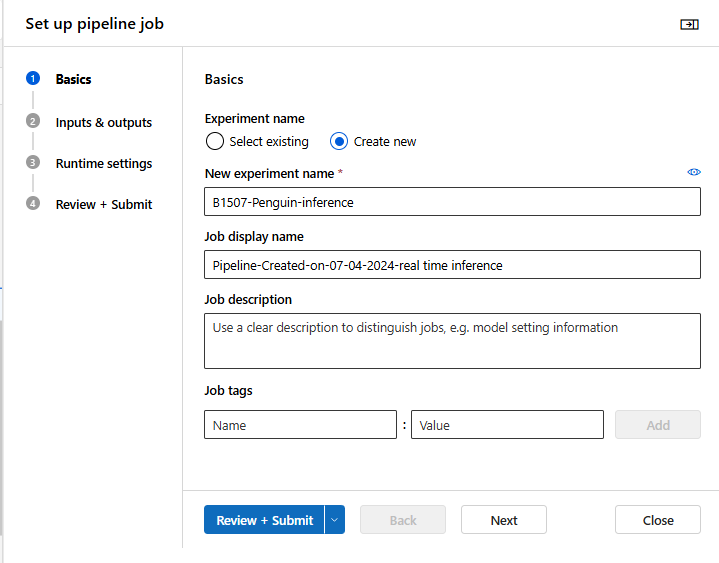 Set up pipeline job
1
Basics
2
Inputs & outputs
3
Runtime settings
4
Review + Submit
Basics
Experiment name
Select existing
Create new
New experiment name *
B1507-Penguin-inference
Job display name
Pipeline-Created-on-07-04-2024-real time inference
Job description
Use a clear description to distinguish jobs, e.g. model setting information
Job tags
Name : Value Add
Review + Submit Back Next Close